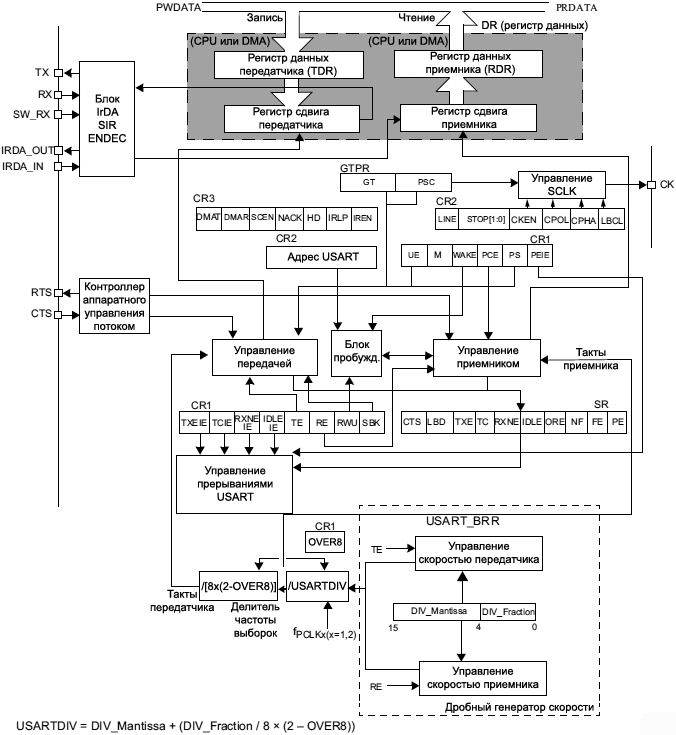 PWDATA
PRDATA
Запись
Чтение
DR (регистр данных)
(CPU или DMA)
(CPU или DMA)
Регистр данных
передатчика (TDR)
Регистр данных
приемника (RDR)
TX
RX
SW_RX
IRDA_OUT
IRDA_IN
Блок
IrDA
SIR
ENDEC
Регистр сдвига
передатчика
Регистр сдвига
приемника
GTPR
GT
PSC
Управление
SCLK
CK
CR3
DMAT
DMAR
SCEN
NACK
HD
IRLP
IREN
CR2
LINE
STOP[1:0]
CKEN
CPOL
CPHA
LBCL
CR2
Адрес USART
CR1
UE
M
WAKE
PCE
PS
PEIE
RTS
CTS
Контроллер
аппаратного
управления
потоком
Управление
передачей
Блок
пробужд.
Управление
приемником
Такты
приемника
CR1
TXEIE
TCIE
RXNE
IE
IDLE
IE
TE
RE
RWU
SBK
SR
CTS
LBD
TXE
TC
RXNE
IDLE
ORE
NF
FE
PE
Управление
прерываниями
USART
USART_BRR
CR1
OVER8
TE
Управление
скоростью передатчика
/[8x(2-OVER8)]
/USARTDIV
Такты
передатчика
Делитель
частоты
выборок
fPCLKx(x=1,2)
DIV_Mantissa
DIV_Fraction
15
4
0
RE
Управление
скоростью приемника
Дробный генератор скорости
USARTDIV = DIV_Mantissa + (DIV_Fraction / 8 × (2 – OVER8))